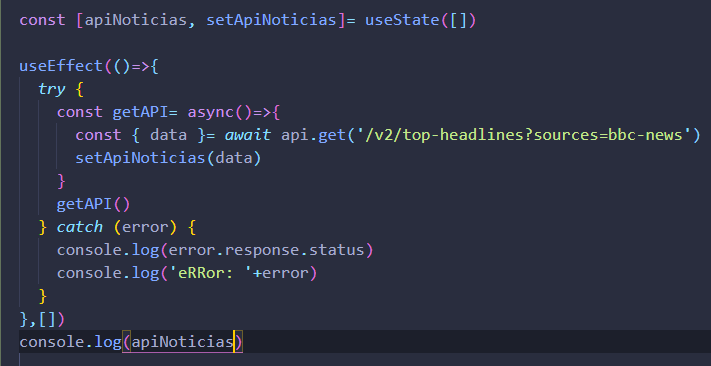 const [apiNoticias, setApiNoticias]= useState([])
useEffect(()=>{
try {
const getAPI= async()=>{
const { data }= await api.get('/v2/top-headlines?sources=bbc-news')
setApiNoticias(data)
}
getAPI()
} catch (error) {
console.log(error.response.status)
console.log('eRRor: '+error)
}
},[])
console.log(apiNoticias)